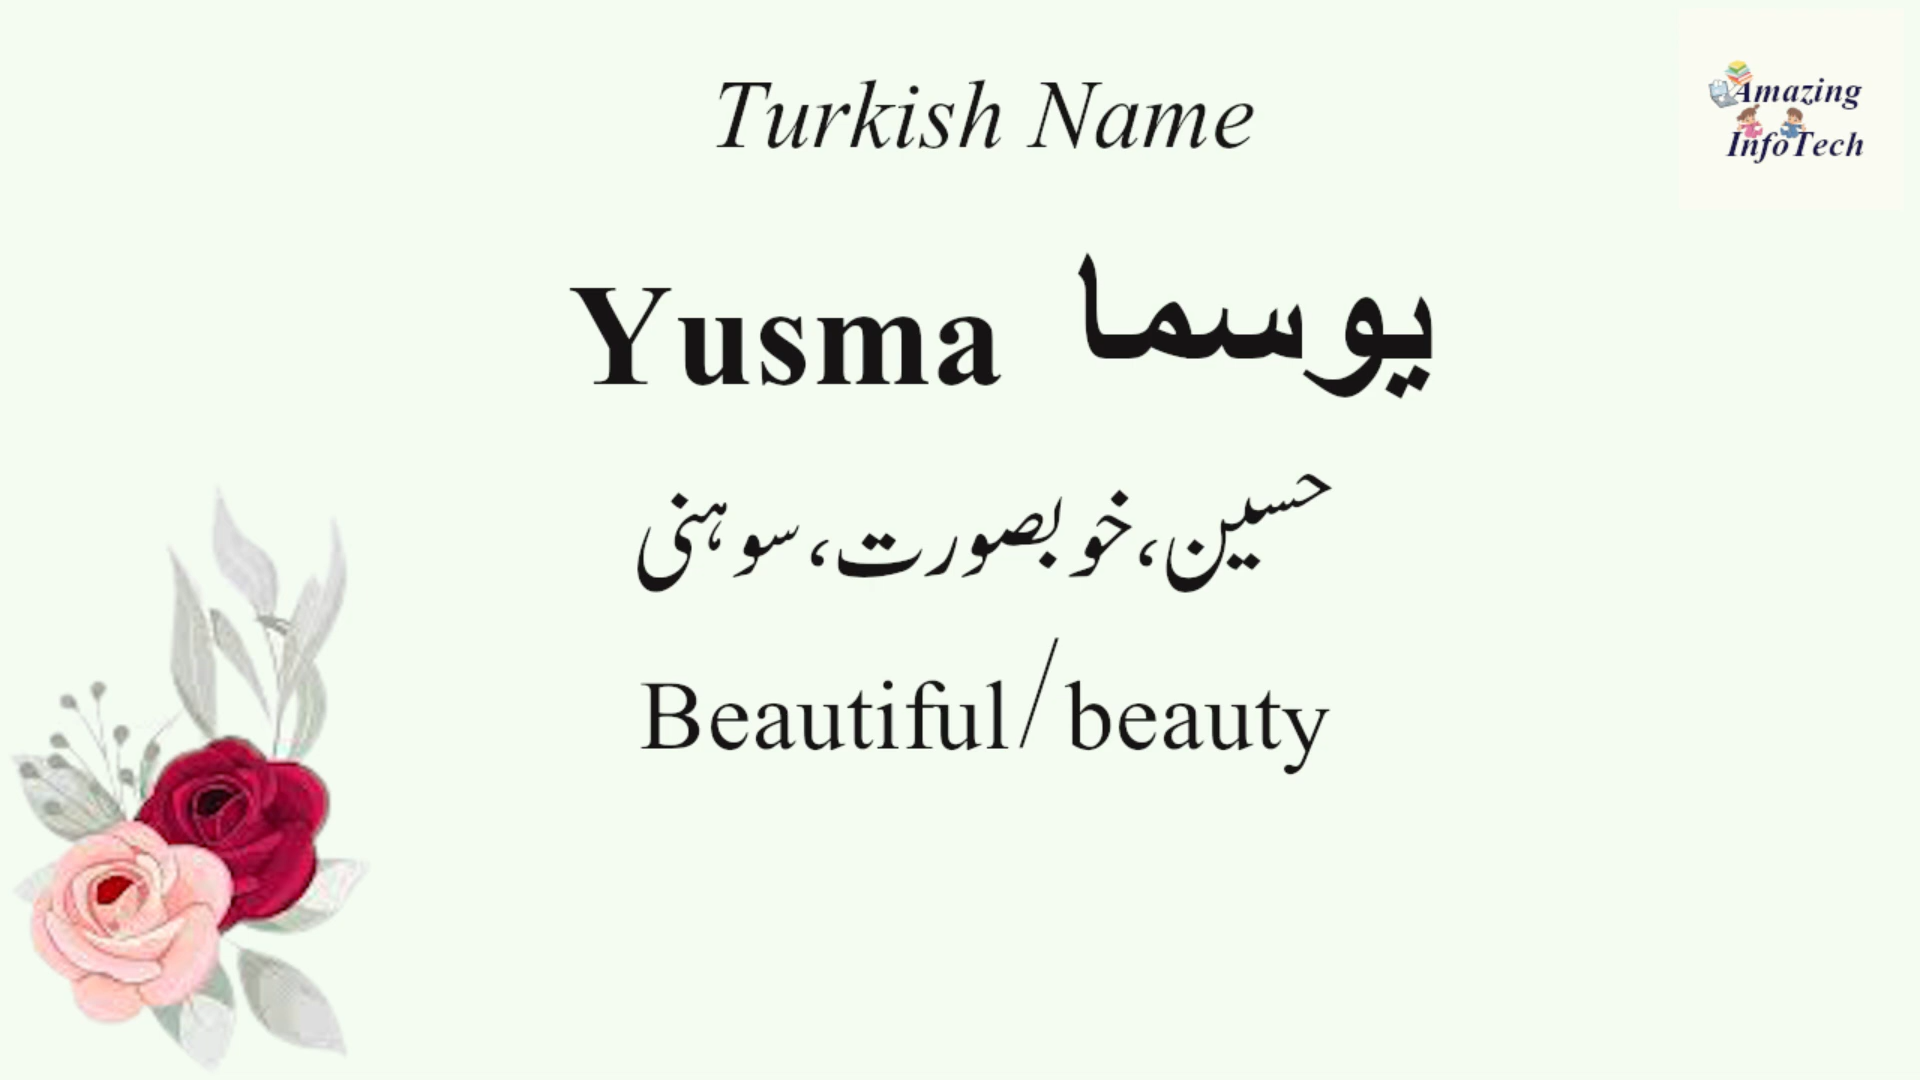 Turkish Name
Amazing
InfoTech
Yusma یوسما
حسین، خوبصورت، سوہنی
Beautiful/beauty